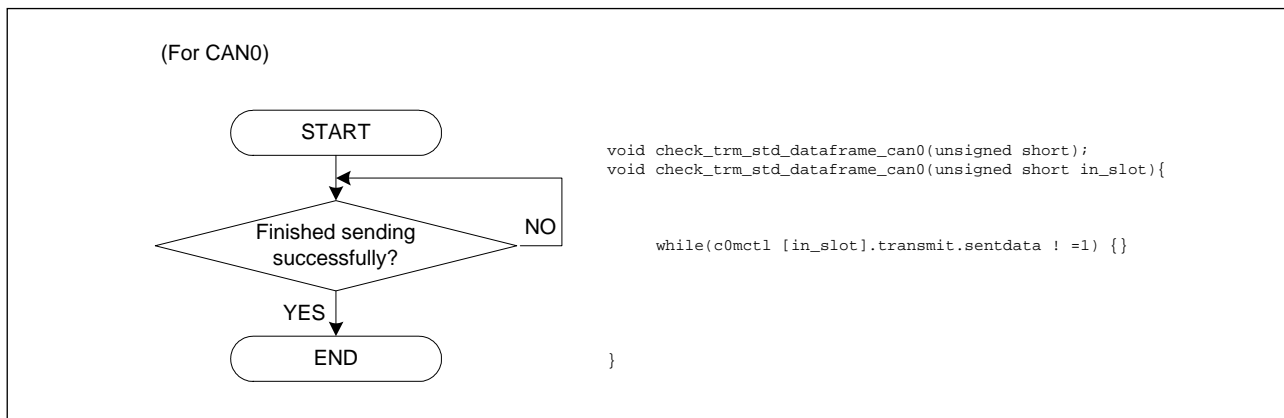 (For CAN0)
START
Finished sending
successfully?
NO
YES
END
void check_trm_std_dataframe_can0(unsigned short);
void check_trm_std_dataframe_can0(unsigned short in_slot){
while(c0mctl [in_slot].transmit.sentdata ! =1) {}
}